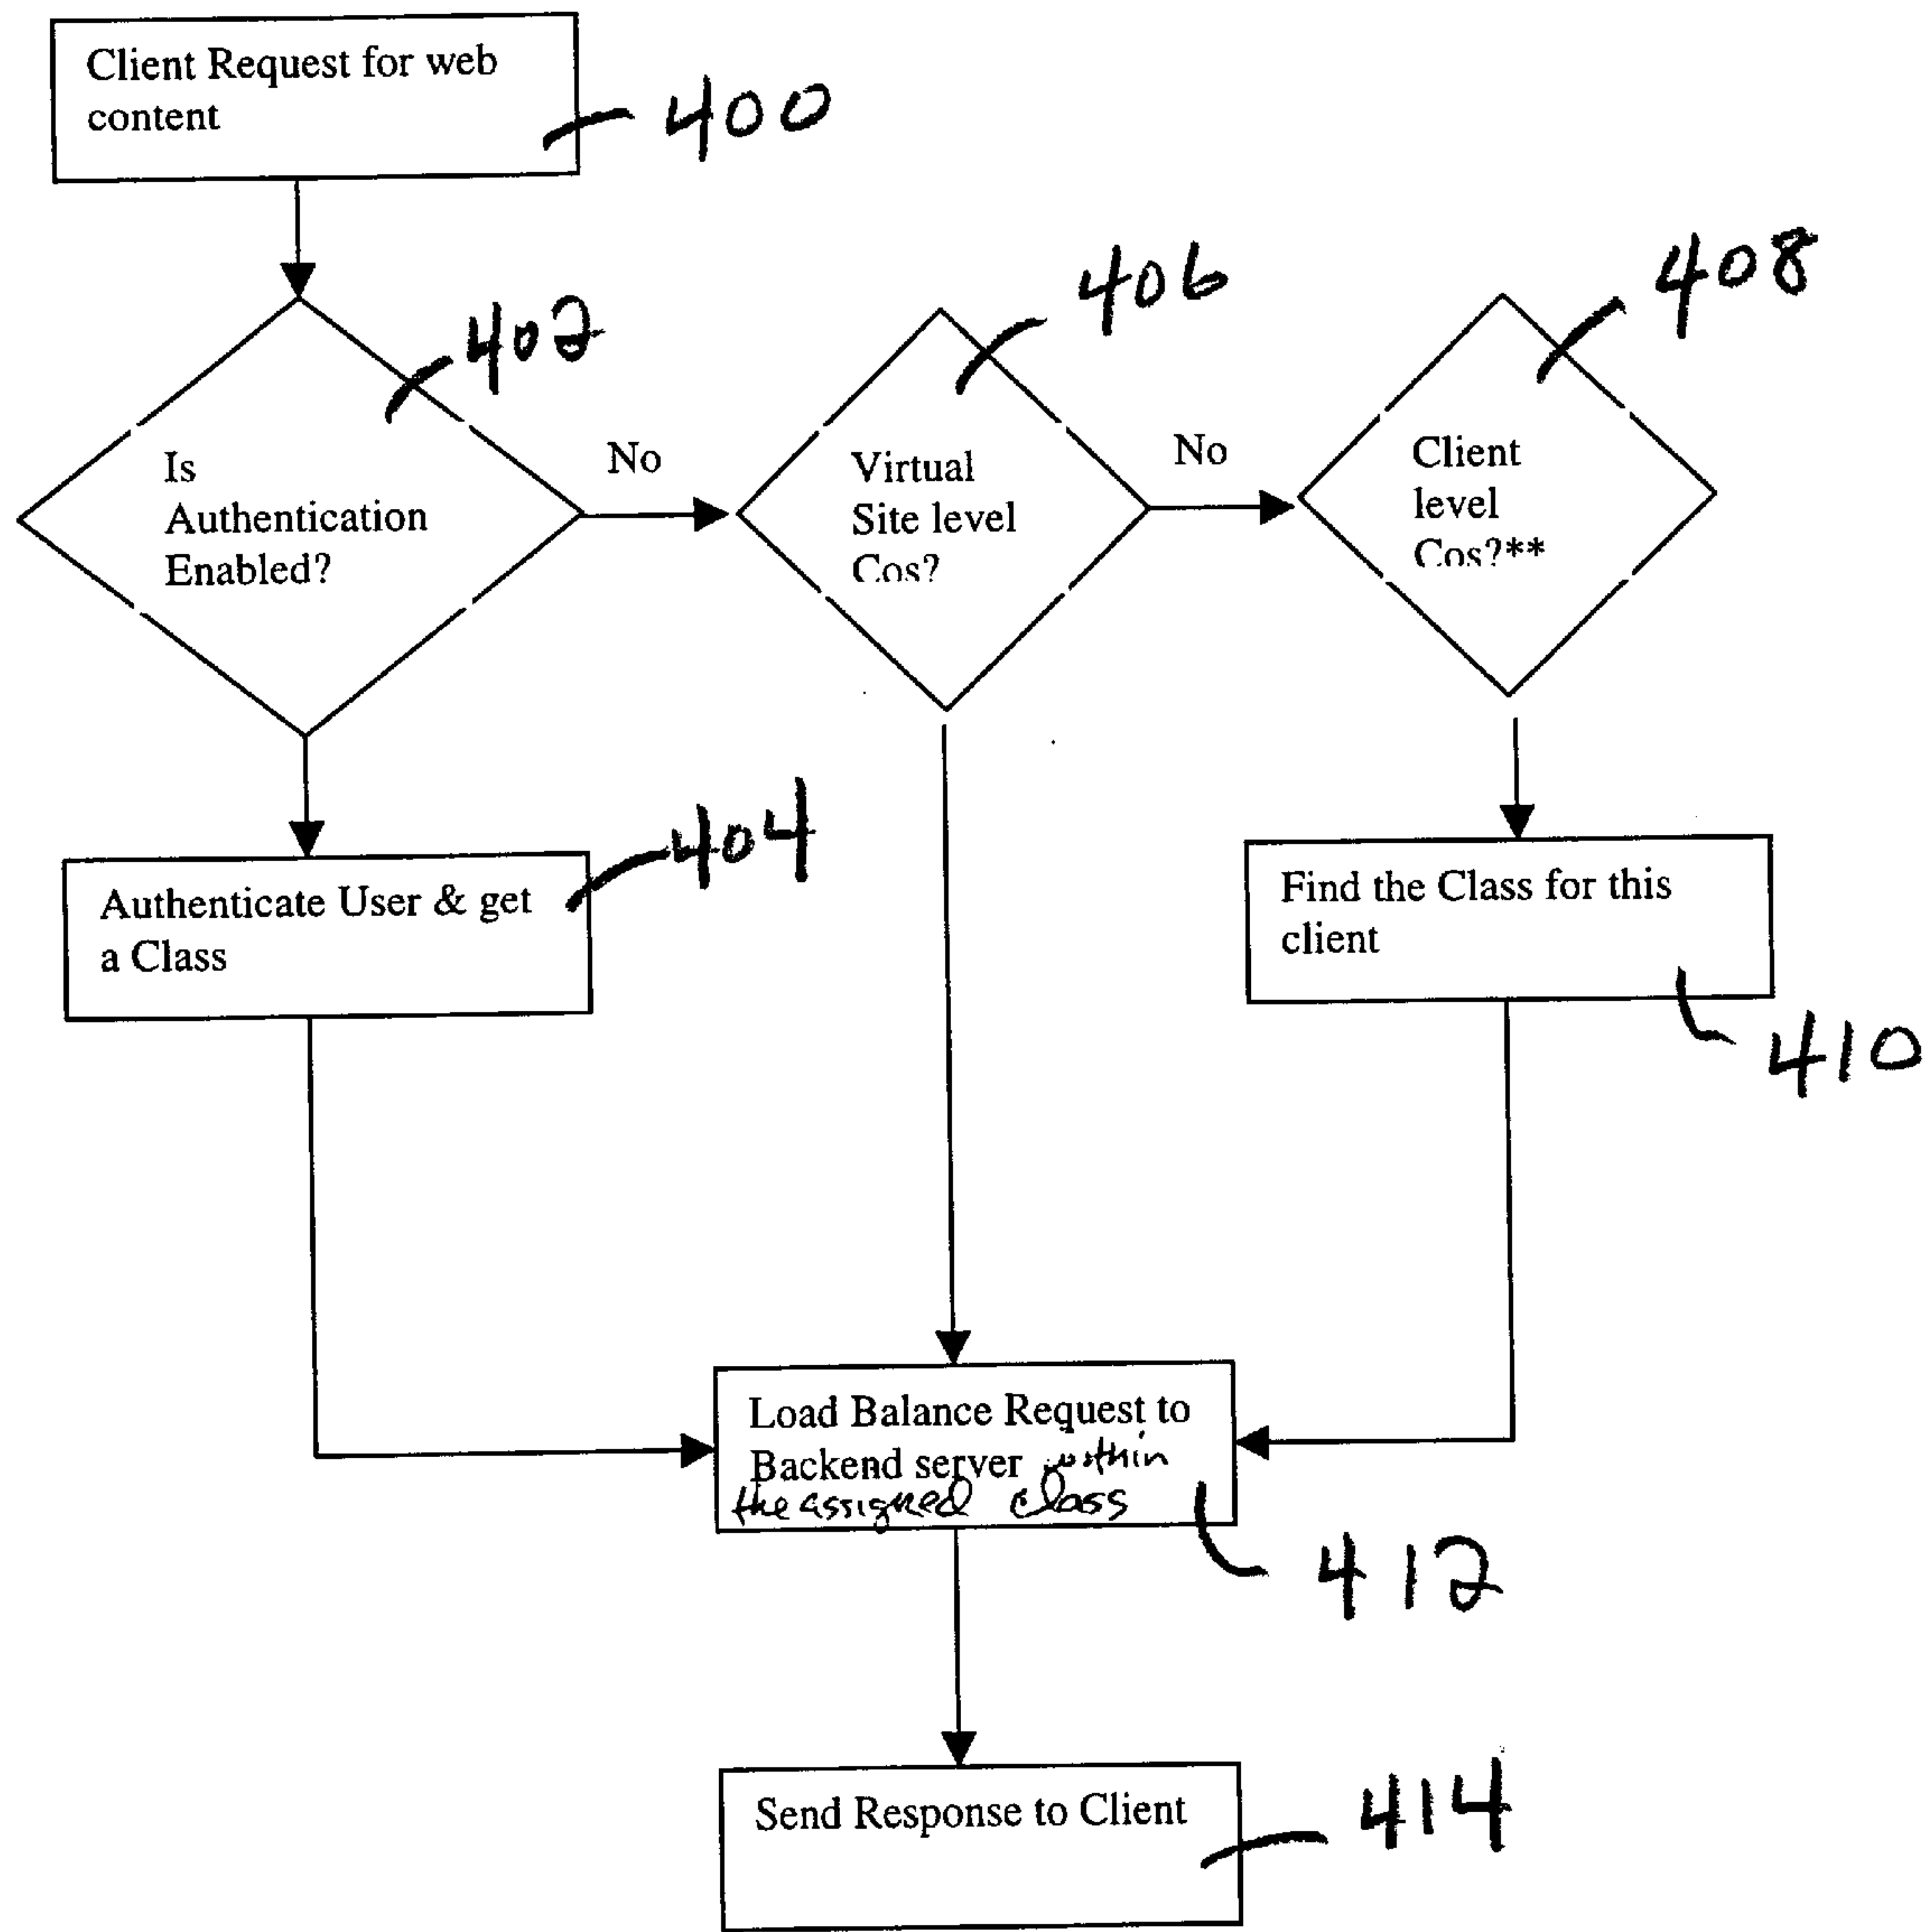 Client Request for web
content
400
402
406
408
Is
Authentication
Enabled?
No
Virtual
Site level
Cos?
No
Client
level
Cos?**
404
Authenticate User & get
a Class
Find the Class for this
client
410
Load Balance Request to
Backend server within
the assigned class
412
Send Response to Client
414